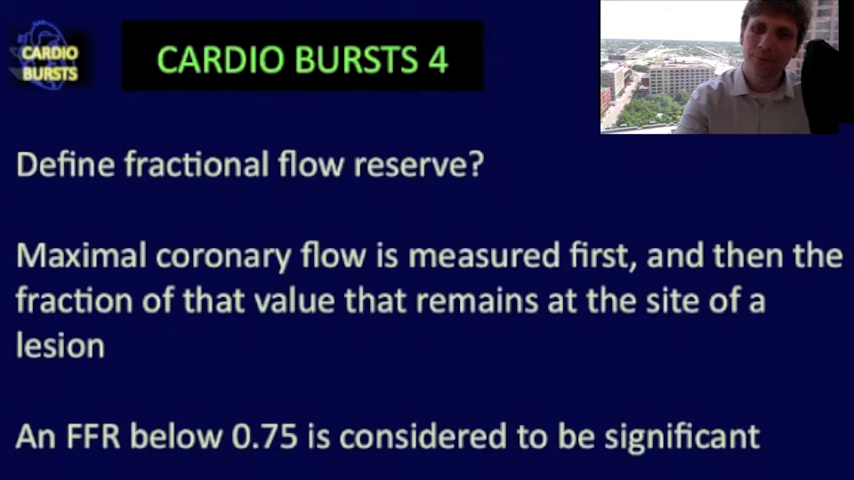 CARDIO
BURSTS
CARDIO BURSTS 4
Define fractional flow reserve?
Maximal coronary flow is measured first, and then the
fraction of that value that remains at the site of a
lesion
An FFR below 0.75 is considered to be significant